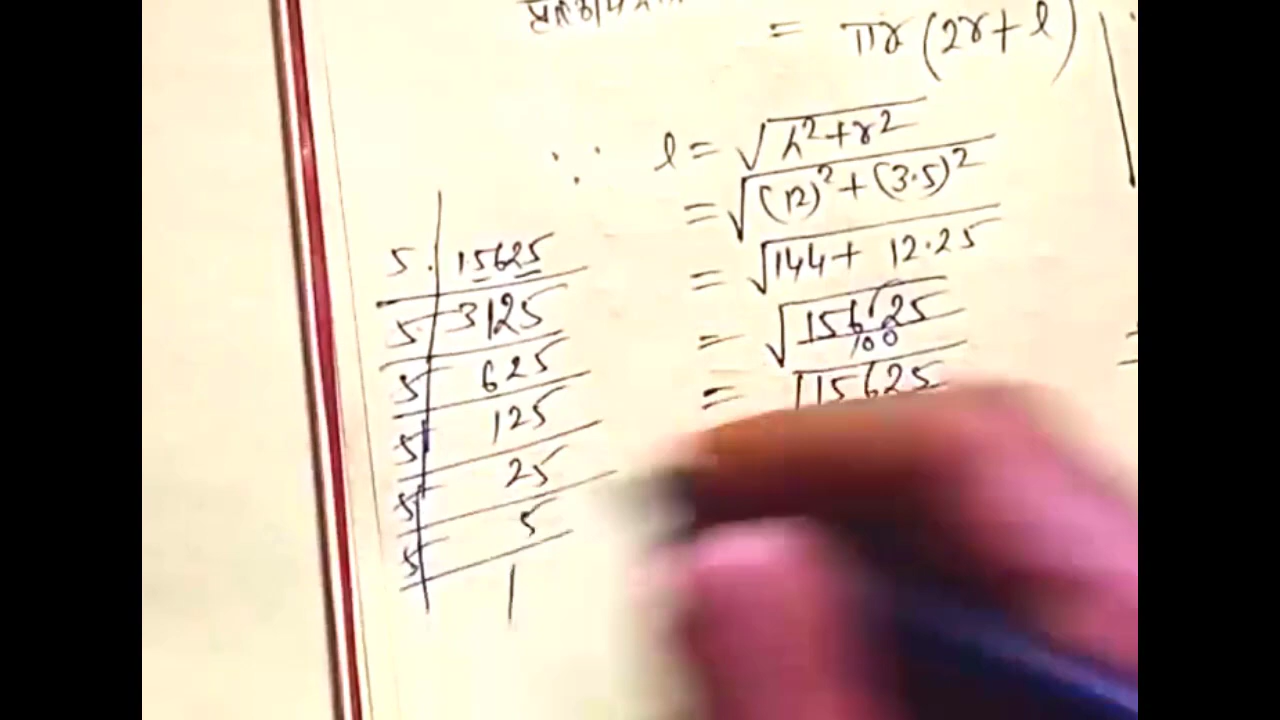 = πr (2r + l)
∴ l = √h²+r²
= √(12)² + (3.5)²
= √144 + 12.25
= √15625/100
= √15625
5 | 15625
5 | 3125
5 | 625
5 | 125
5 | 25
5 | 5
1